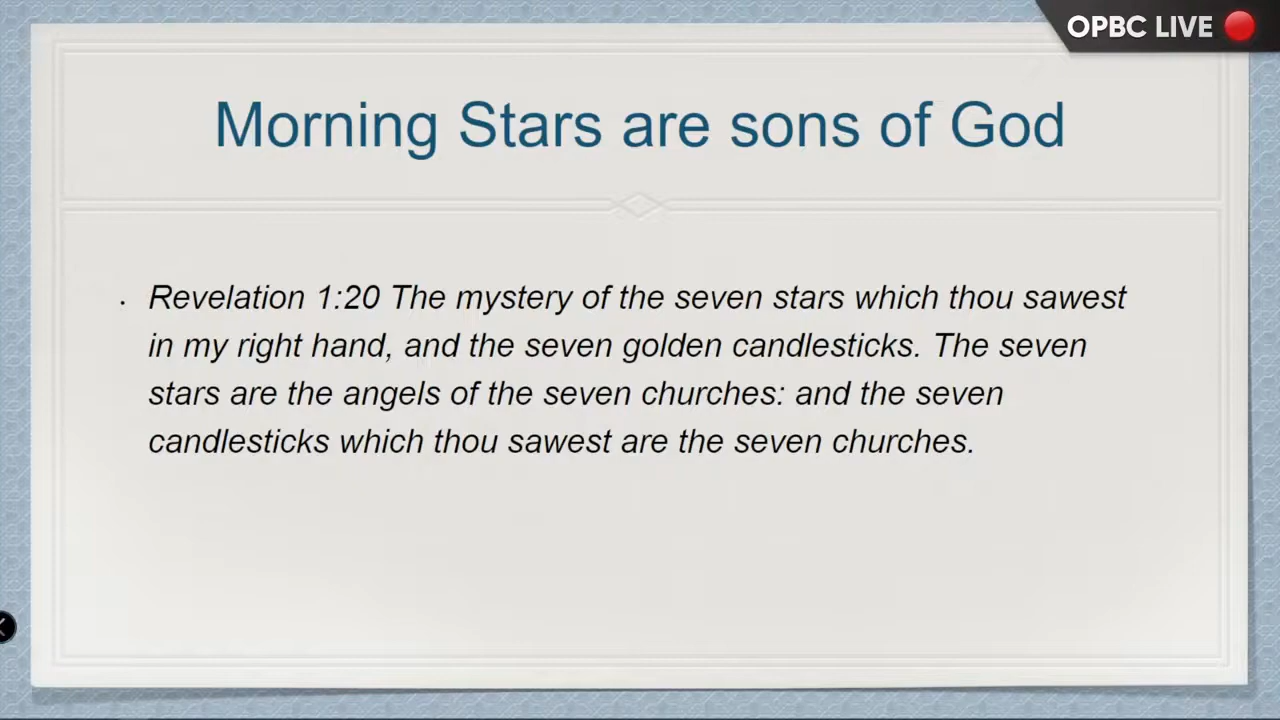 OPBC LIVE
Morning Stars are sons of God
• Revelation 1:20 The mystery of the seven stars which thou sawest
in my right hand, and the seven golden candlesticks. The seven
stars are the angels of the seven churches: and the seven
candlesticks which thou sawest are the seven churches.